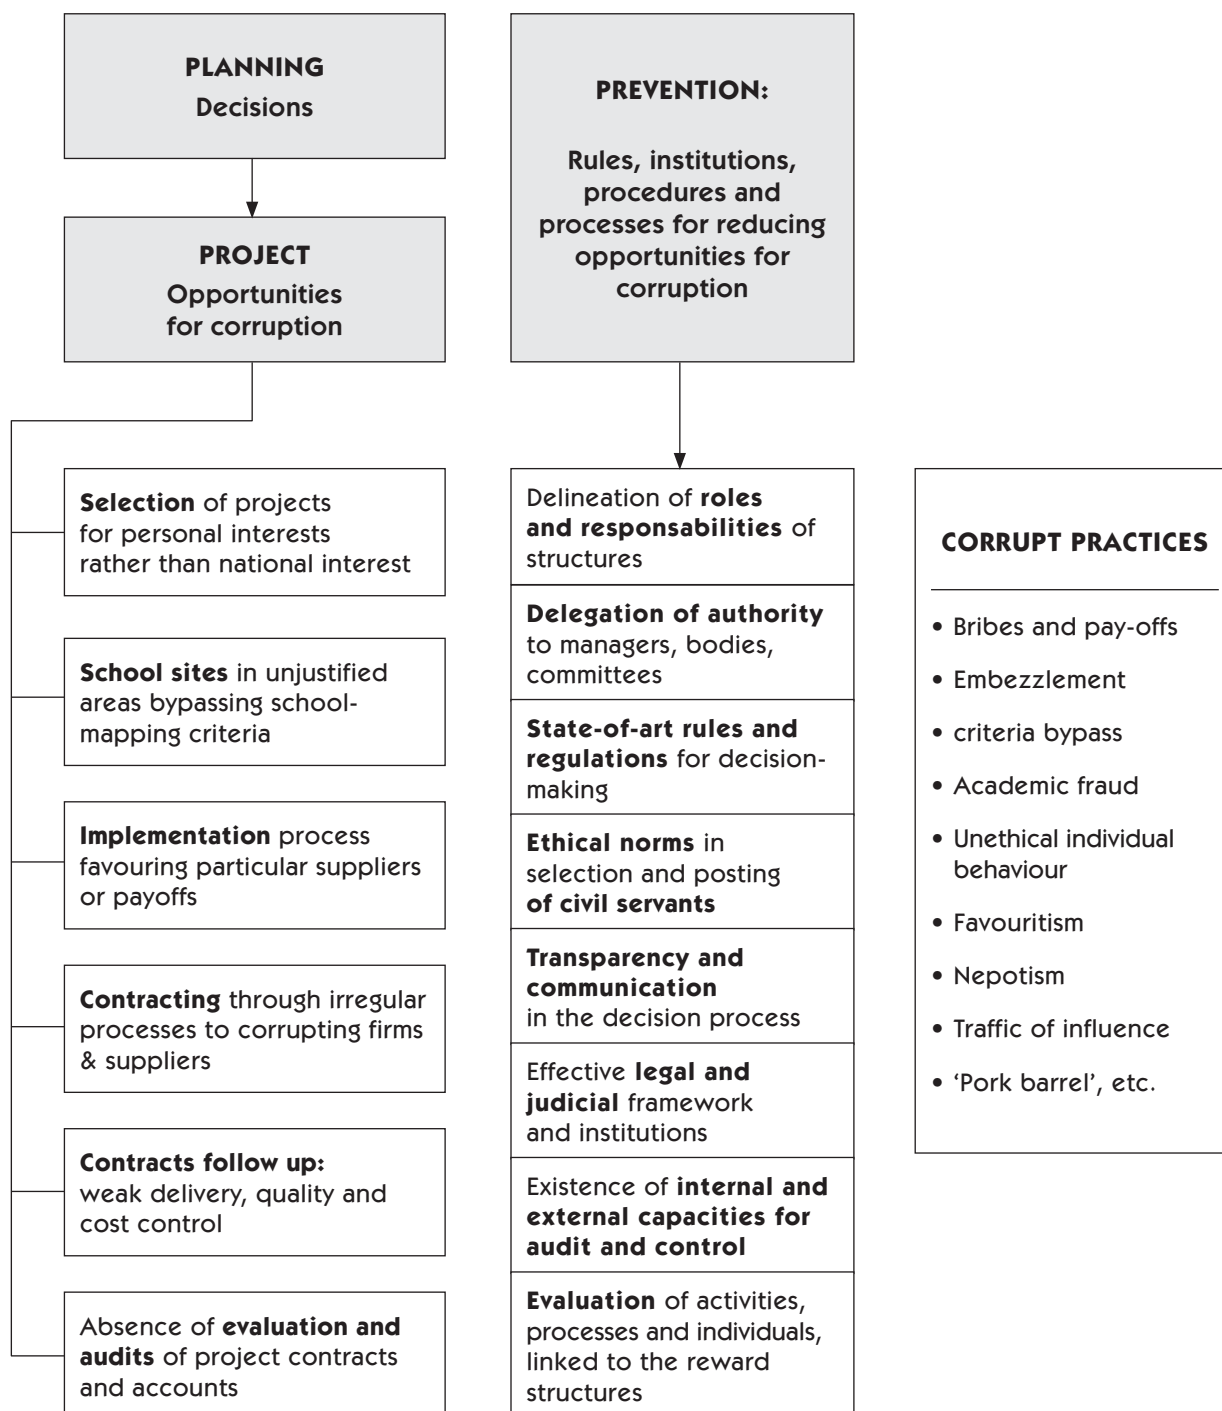 PLANNING
Decisions
PROJECT
Opportunities
for corruption
Selection of projects
for personal interests
rather than national interest
School sites in unjustified
areas bypassing school-
mapping criteria
Implementation process
favouring particular suppliers
or payoffs
Contracting through irregular
processes to corrupting firms
& suppliers
Contracts follow up:
weak delivery, quality and
cost control
Absence of evaluation and
audits of project contracts
and accounts
PREVENTION:
Rules, institutions,
procedures and
processes for reducing
opportunities for
corruption
Delineation of roles
and responsabilities of
structures
Delegation of authority
to managers, bodies,
committees
State-of-art rules and
regulations for decision-
making
Ethical norms in
selection and posting
of civil servants
Transparency and
communication
in the decision process
Effective legal and
judicial framework
and institutions
Existence of internal and
external capacities for
audit and control
Evaluation of activities,
processes and individuals,
linked to the reward
structures
CORRUPT PRACTICES
• Bribes and pay-offs
• Embezzlement
• criteria bypass
• Academic fraud
• Unethical individual
behaviour
• Favouritism
• Nepotism
• Traffic of influence
• ‘Pork barrel’, etc.